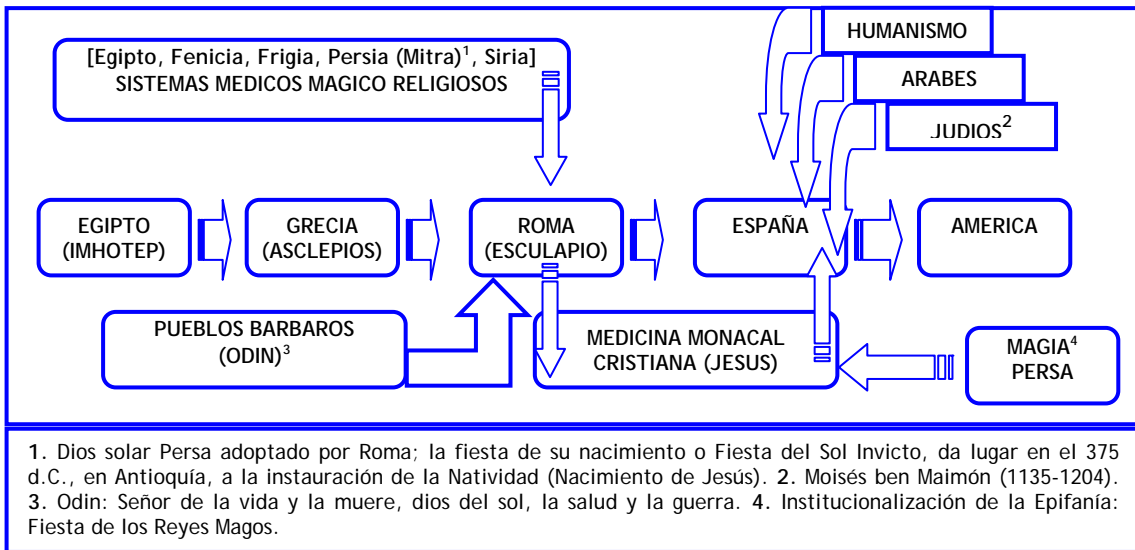 HUMANISMO
ARABES
JUDIOS²
[Egipto, Fenicia, Frigia, Persia (Mitra)¹, Siria]
SISTEMAS MEDICOS MAGICO RELIGIOSOS
EGIPTO
(IMHOTEP)
GRECIA
(ASCLEPIOS)
ROMA
(ESCULAPIO)
ESPAÑA
AMERICA
PUEBLOS BARBAROS
(ODIN)³
MEDICINA MONACAL
CRISTIANA (JESUS)
MAGIA⁴
PERSA
1. Dios solar Persa adoptado por Roma; la fiesta de su nacimiento o Fiesta del Sol Invicto, da lugar en el 375
d.C., en Antioquía, a la instauración de la Natividad (Nacimiento de Jesús). 2. Moisés ben Maimón (1135-1204).
3. Odin: Señor de la vida y la muere, dios del sol, la salud y la guerra. 4. Institucionalización de la Epifanía:
Fiesta de los Reyes Magos.